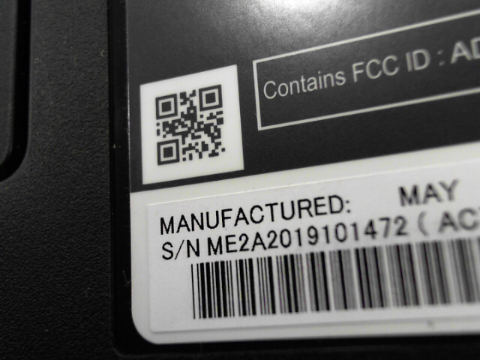 Contains FCC ID : AD
MANUFACTURED: MAY
S/N ME2A2019101472 ( AC